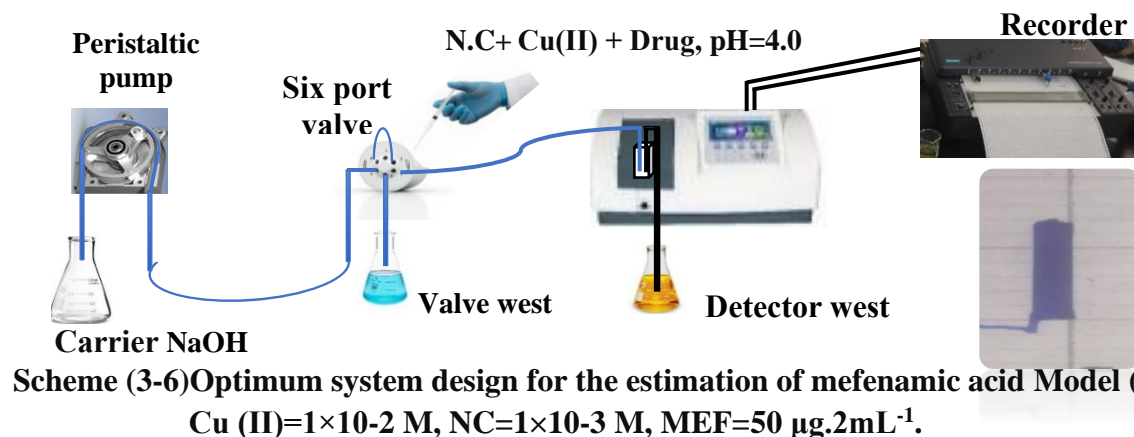 Recorder
Peristaltic
pump
N.C+ Cu(II) + Drug, pH=4.0
Six port
valve
Valve west
Detector west
Carrier NaOH
Scheme (3-6)Optimum system design for the estimation of mefenamic acid Model (
Cu (II)=1×10-2 M, NC=1×10-3 M, MEF=50 μg.2mL⁻¹.